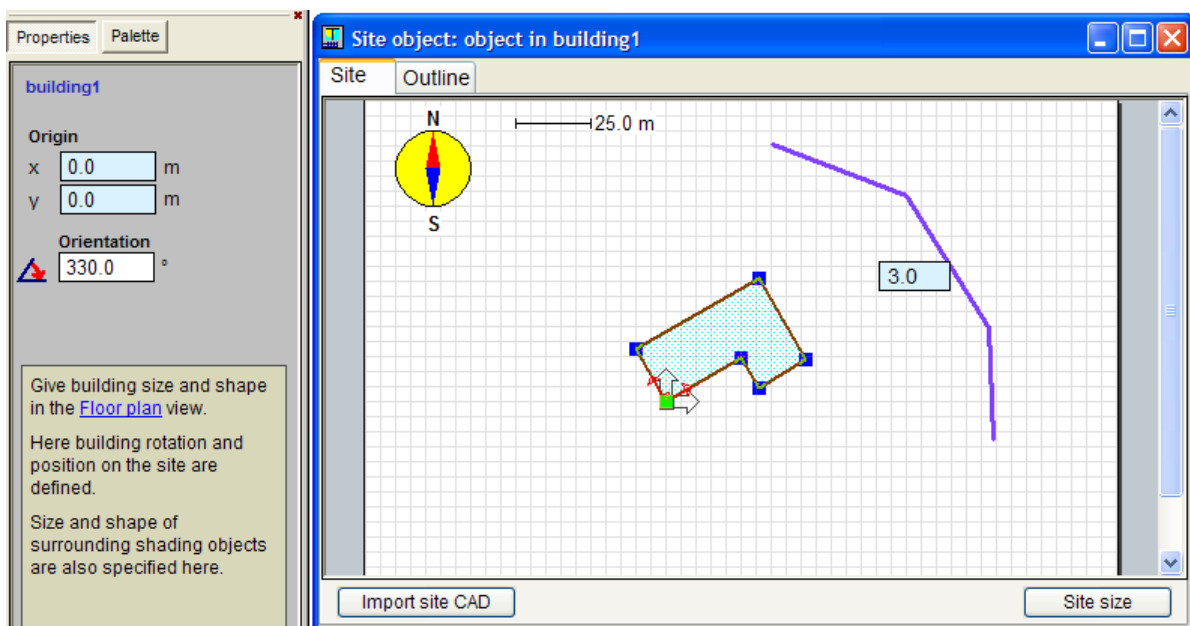 Properties
Palette
building1
Origin
x 0.0 m
y 0.0 m
Orientation
330.0 °
Give building size and shape
in the Floor plan view.
Here building rotation and
position on the site are
defined.
Size and shape of
surrounding shading objects
are also specified here.
Site object: object in building1
Site
Outline
N
S
25.0 m
3.0
Import site CAD
Site size